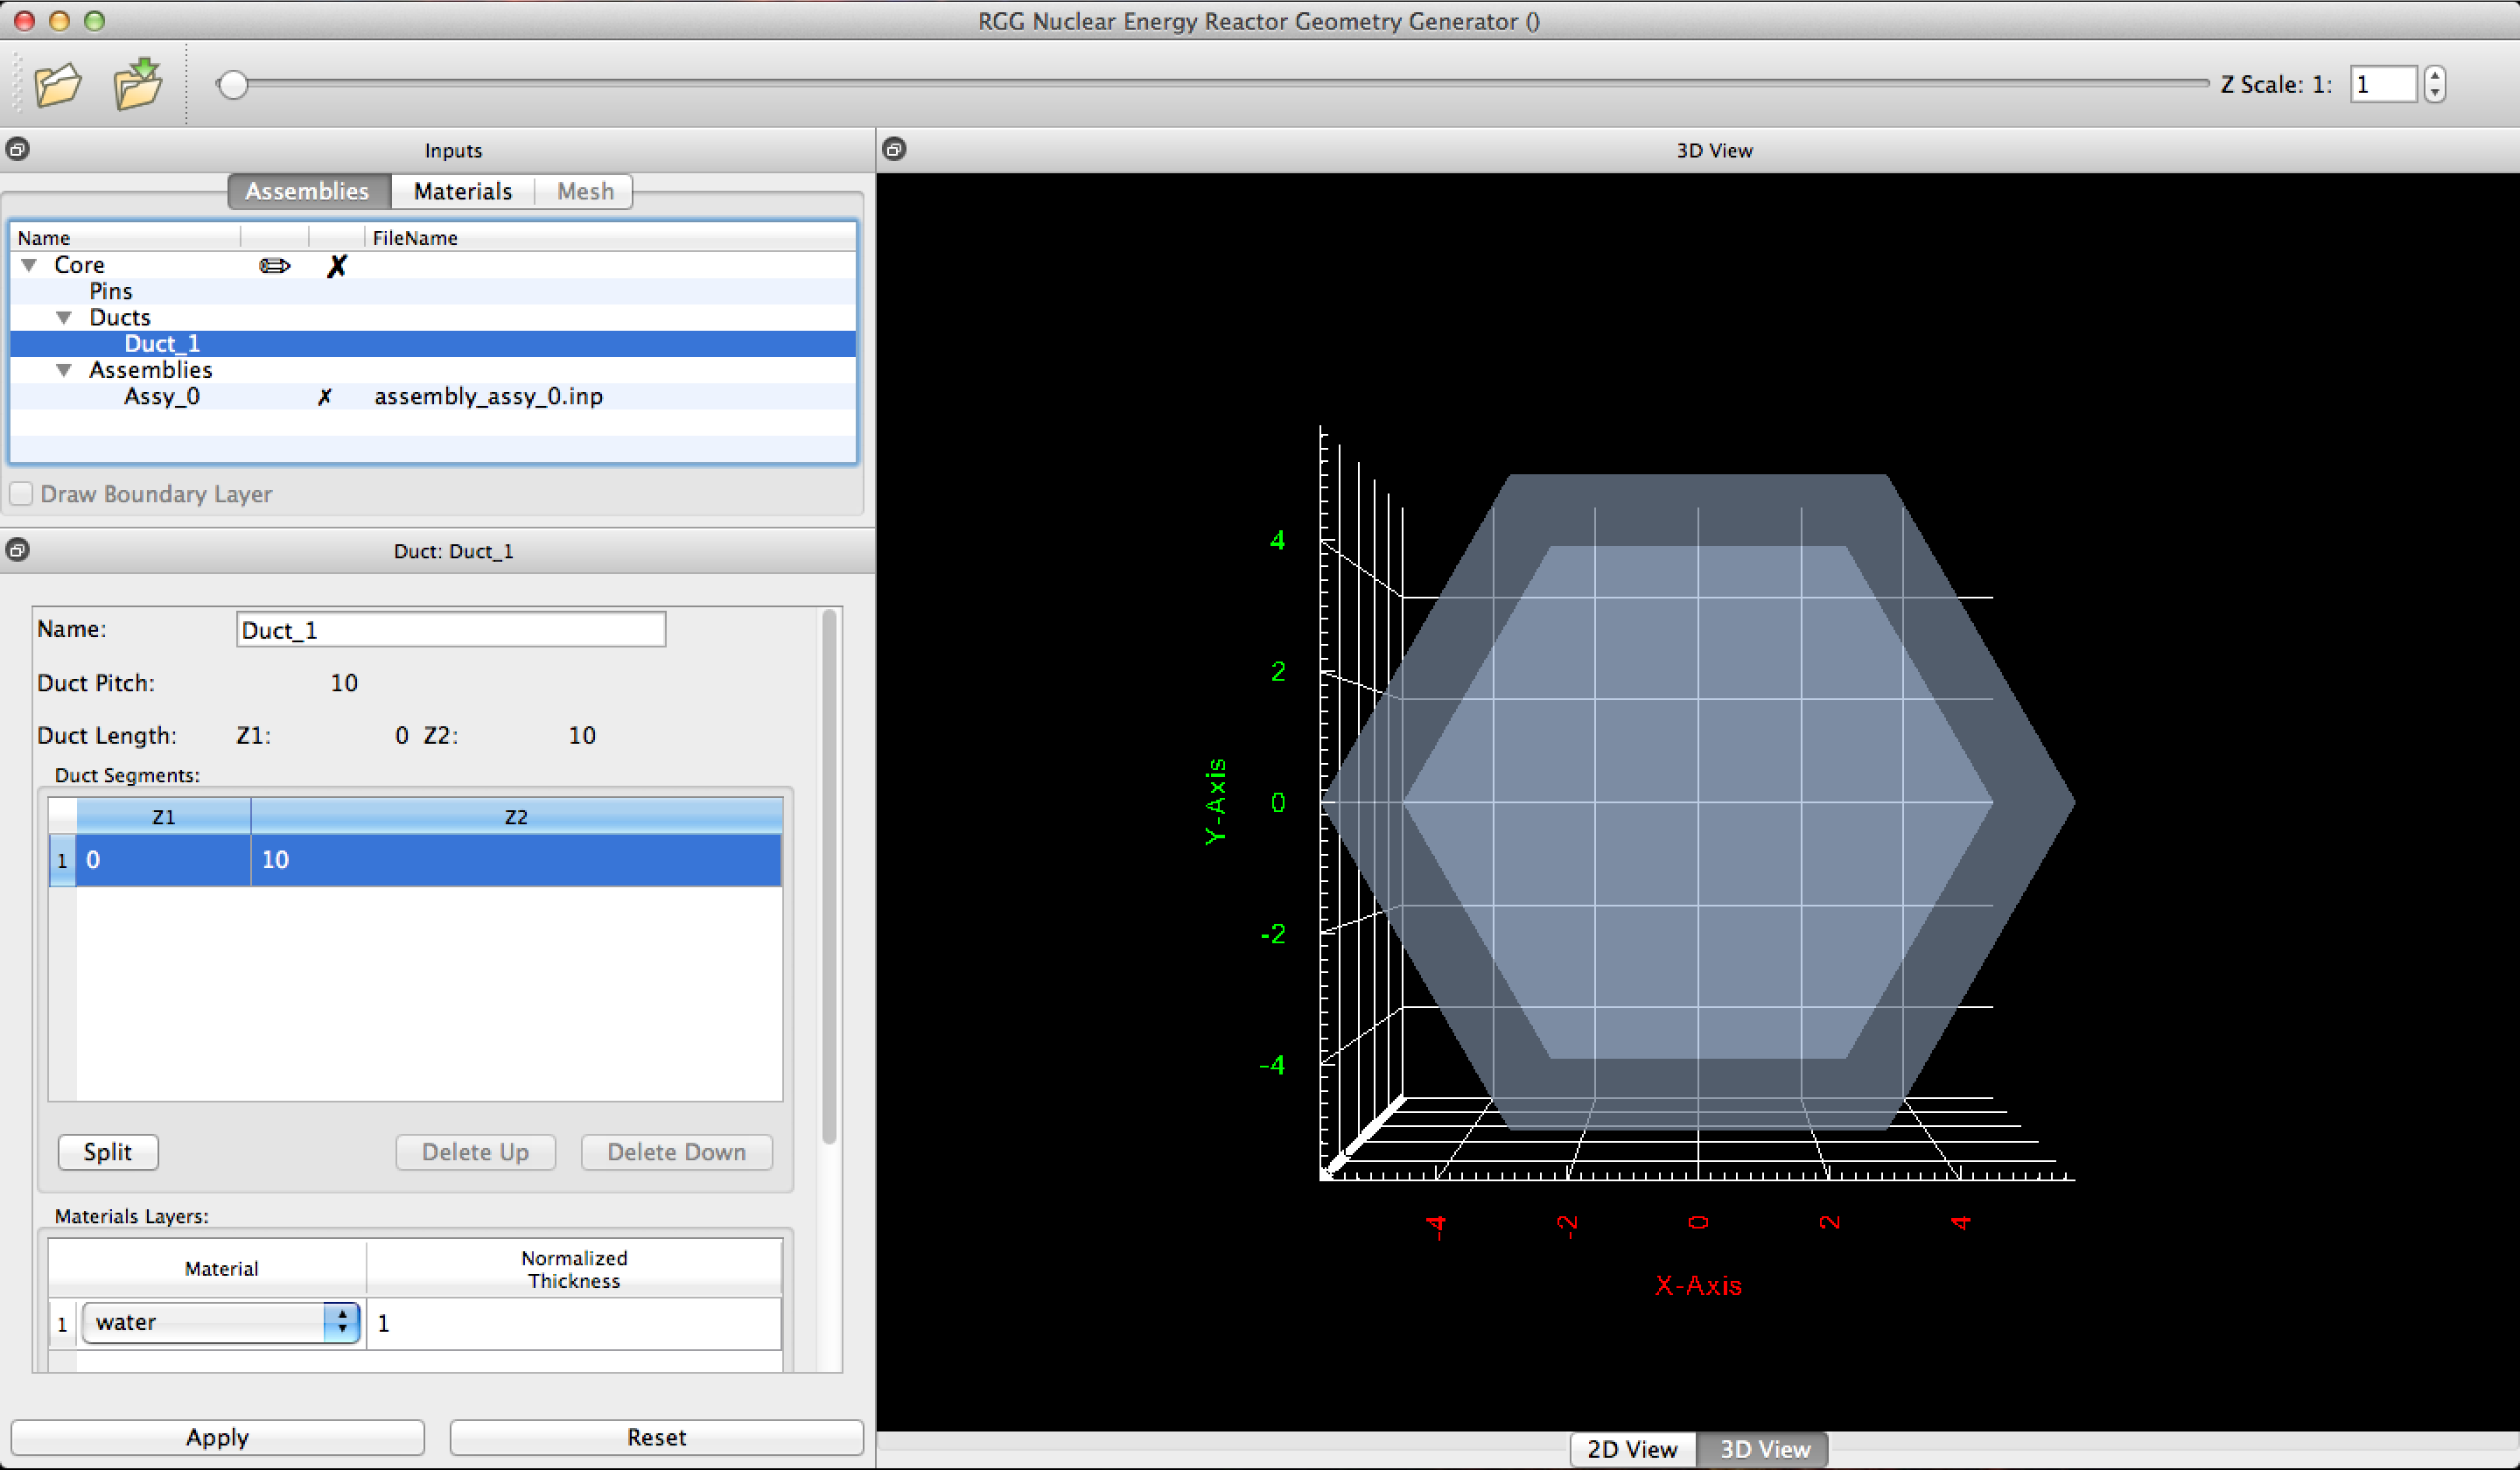 RGG Nuclear Energy Reactor Geometry Generator ()
Z Scale: 1: 1
Inputs
3D View
Assemblies Materials Mesh
Name FileName
Core
Pins
Ducts
Duct_1
Assemblies
Assy_0 ✗ assembly_assy_0.inp
Draw Boundary Layer
Duct: Duct_1
Name: Duct_1
Duct Pitch: 10
Duct Length: Z1: 0 Z2: 10
Duct Segments:
Z1 Z2
1 0 10
Split Delete Up Delete Down
Materials Layers:
Material Normalized Thickness
1 water 1
Apply Reset
4
2
0
-2
-4
Y-Axis
-4 -2 0 2 4
X-Axis
2D View 3D View